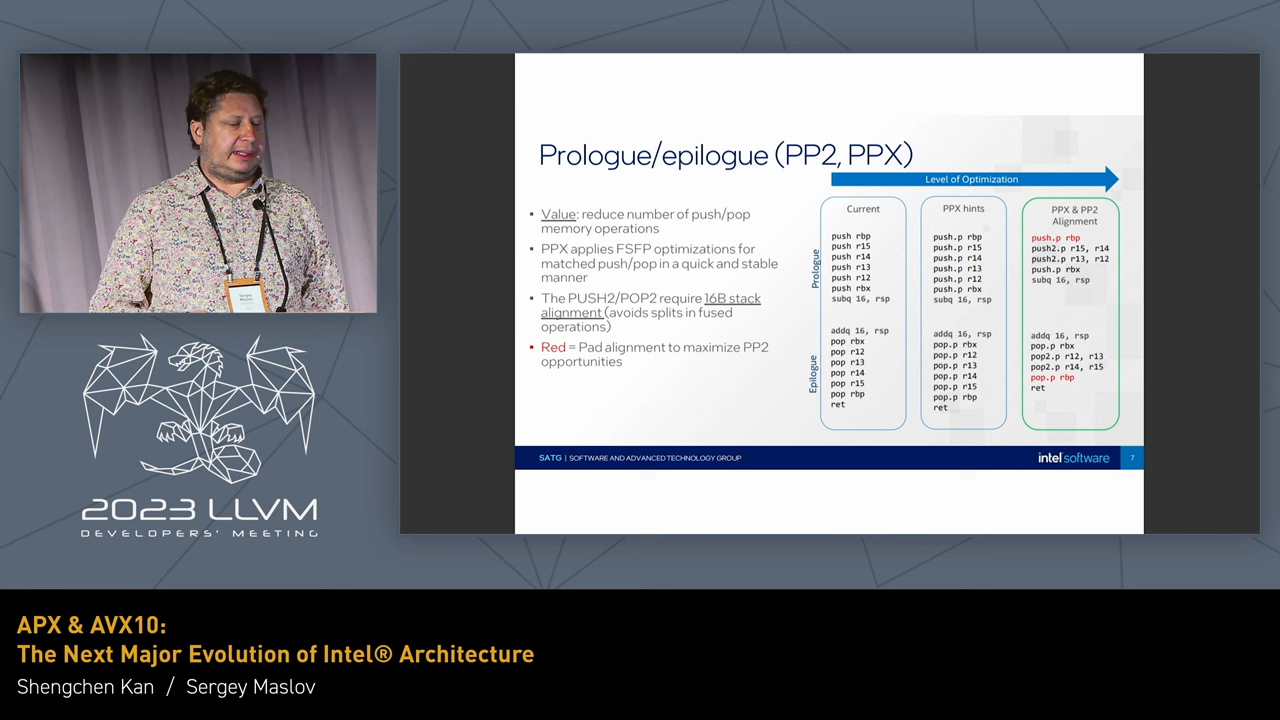 Prologue/epilogue (PP2, PPX)
Level of Optimization
▪ Value: reduce number of push/pop
memory operations
▪ PPX applies FSFP optimizations for
matched push/pop in a quick and stable
manner
▪ The PUSH2/POP2 require 16B stack
alignment (avoids splits in fused
operations)
▪ Red = Pad alignment to maximize PP2
opportunities
Prologue
Epilogue
Current
push rbp
push r15
push r14
push r13
push r12
push rbx
subq 16, rsp
addq 16, rsp
pop rbx
pop r12
pop r13
pop r14
pop r15
pop rbp
ret
PPX hints
push.p rbp
push.p r15
push.p r14
push.p r13
push.p r12
push.p rbx
subq 16, rsp
addq 16, rsp
pop.p rbx
pop.p r12
pop.p r13
pop.p r14
pop.p r15
pop.p rbp
ret
PPX & PP2
Alignment
push.p rbp
push2.p r15, r14
push2.p r13, r12
push.p rbx
subq 16, rsp
addq 16, rsp
pop.p rbx
pop2.p r12, r13
pop2.p r14, r15
pop.p rbp
ret
SATG | SOFTWARE AND ADVANCED TECHNOLOGY GROUP
intel software
7
Sergey
Maslov
2023 LLVM
DEVELOPERS' MEETING
APX & AVX10:
The Next Major Evolution of Intel® Architecture
Shengchen Kan / Sergey Maslov